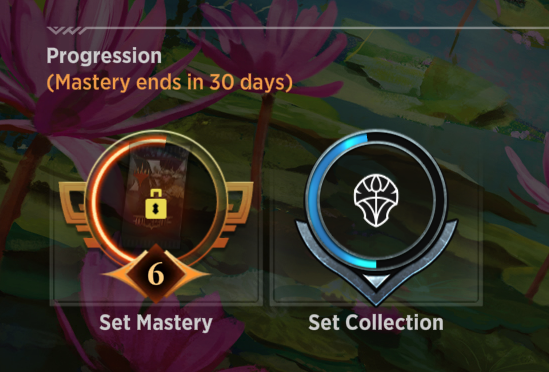 Progression
(Mastery ends in 30 days)
6
Set Mastery
Set Collection